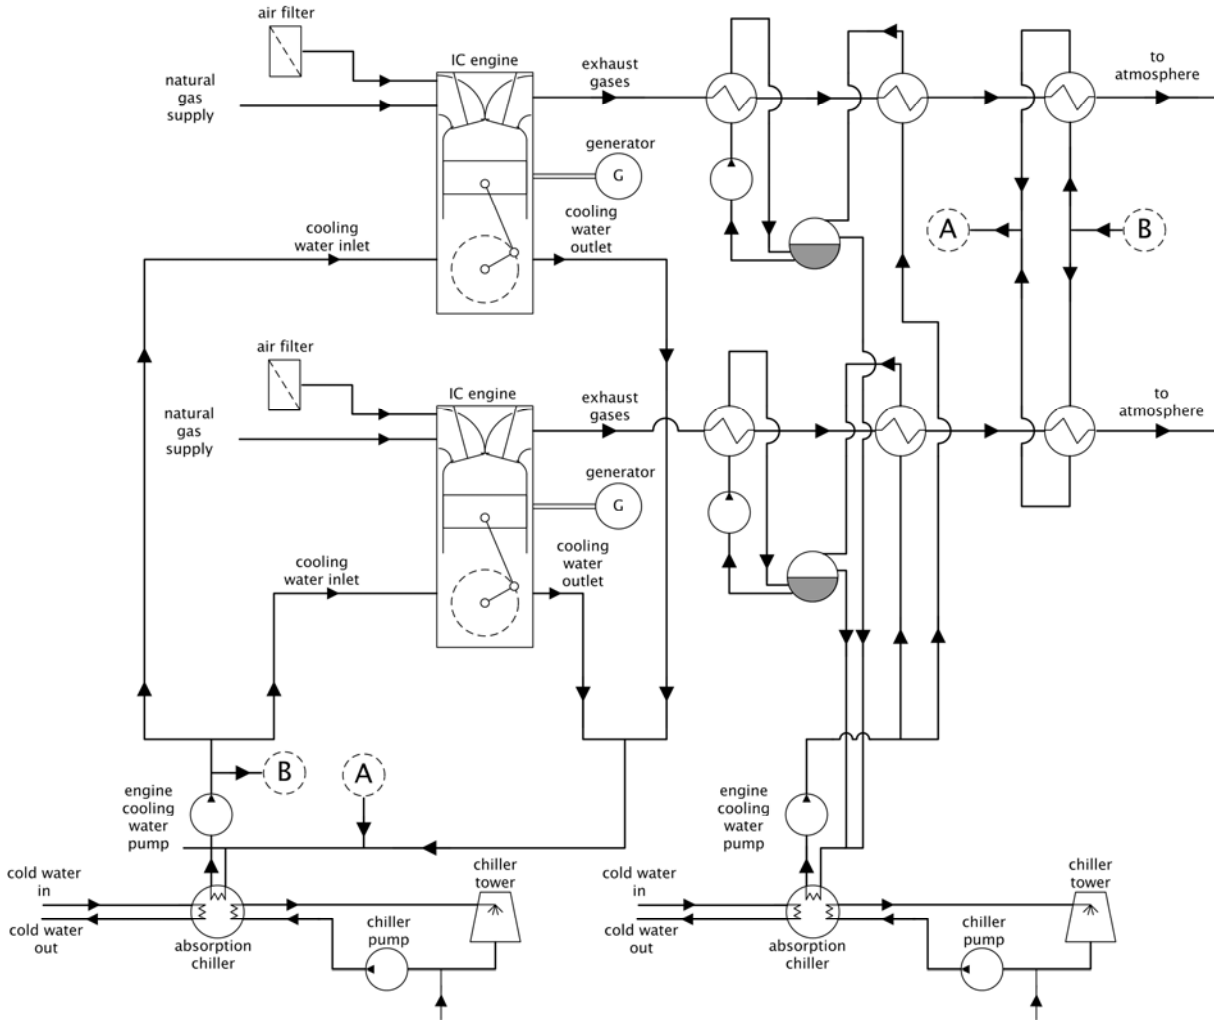 air filter
IC engine
natural
gas
supply
exhaust
gases
to
atmosphere
generator
G
cooling
water inlet
cooling
water
outlet
A
B
air filter
IC engine
natural
gas
supply
exhaust
gases
to
atmosphere
generator
G
cooling
water inlet
cooling
water
outlet
B
A
engine
cooling
water
pump
cold water
in
cold water
out
absorption
chiller
chiller
pump
chiller
tower
engine
cooling
water
pump
cold water
in
cold water
out
absorption
chiller
chiller
pump
chiller
tower